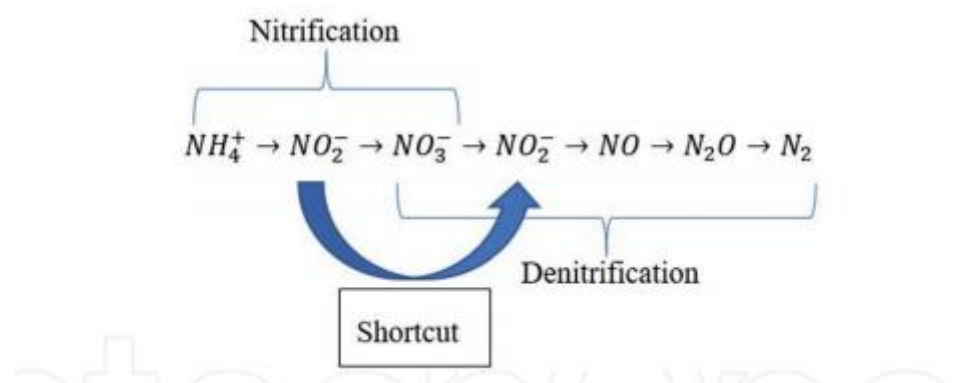 Nitrification
NH₄⁺ → NO₂⁻ → NO₃⁻ → NO₂⁻ → NO → N₂O → N₂
Denitrification
Shortcut